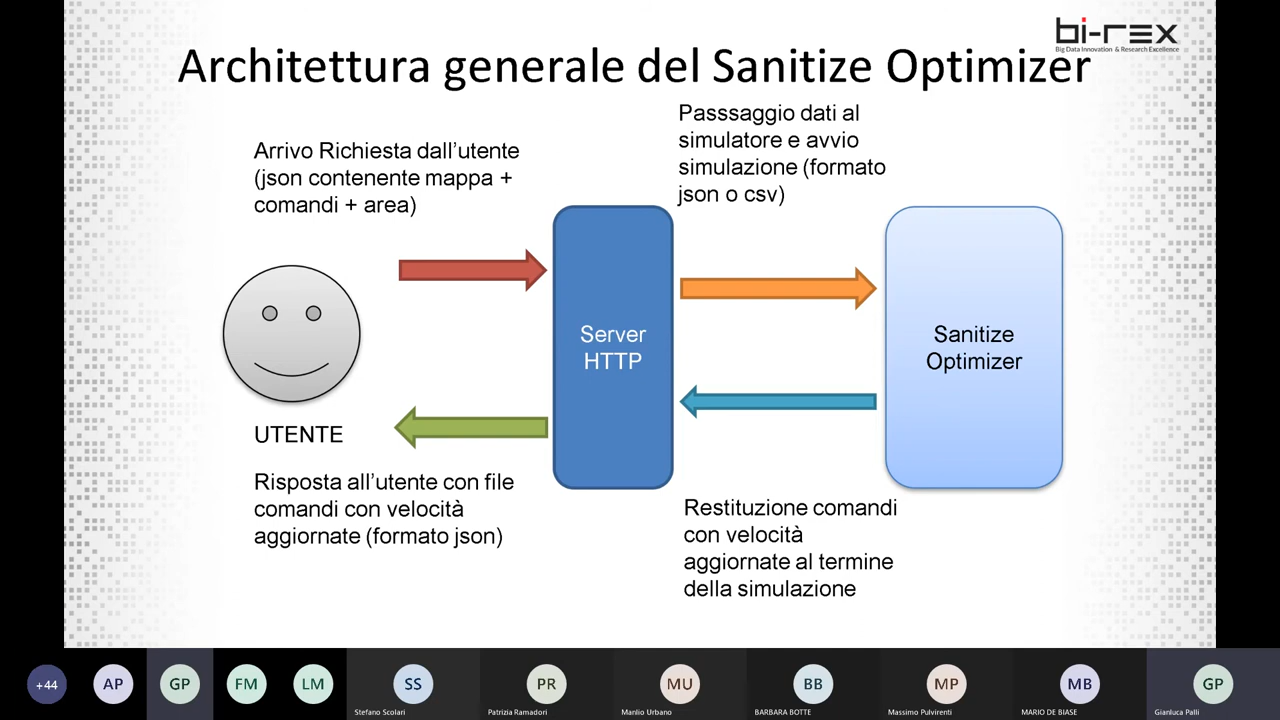 bi-rex
Big Data Innovation & Research Excellence
Architettura generale del Sanitize Optimizer
Arrivo Richiesta dall'utente
(json contenente mappa +
comandi + area)
Passsaggio dati al
simulatore e avvio
simulazione (formato
json o csv)
Server
HTTP
Sanitize
Optimizer
UTENTE
Risposta all'utente con file
comandi con velocità
aggiornate (formato json)
Restituzione comandi
con velocità
aggiornate al termine
della simulazione
+44
AP
GP
FM
LM
SS
Stefano Scolari
PR
Patrizia Ramadori
MU
Manlio Urbano
BB
BARBARA BOTTE
MP
Massimo Pulvirenti
MB
MARIO DE BIASE
GP
Gianluca Palli